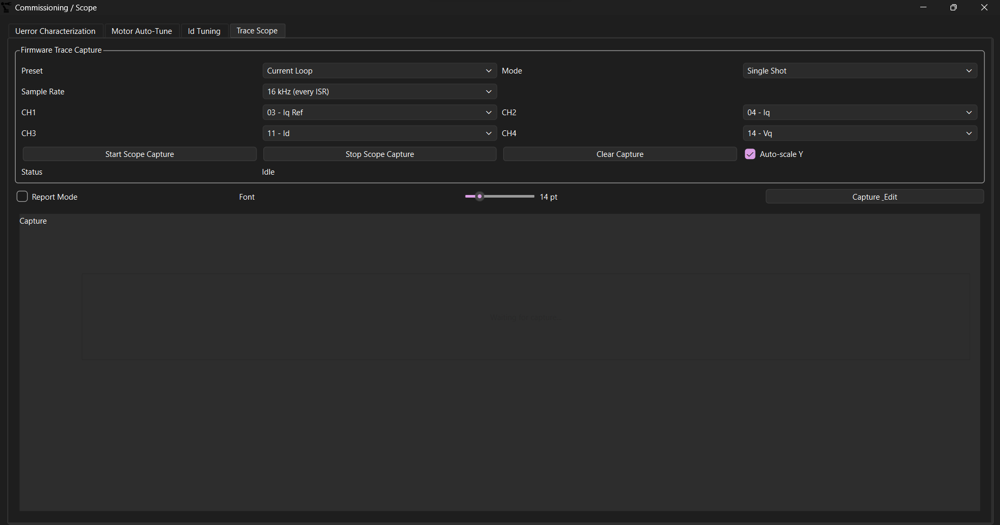 Commissioning / Scope
Uerror Characterization Motor Auto-Tune Id Tuning Trace Scope
Firmware Trace Capture
Preset Current Loop Mode Single Shot
Sample Rate 16 kHz (every ISR)
CH1 03 - Iq Ref CH2 04 - Iq
CH3 11 - Id CH4 14 - Vq
Start Scope Capture Stop Scope Capture Clear Capture Auto-scale Y
Status Idle
Report Mode Font 14 pt Capture _Edit
Capture
Waiting for capture